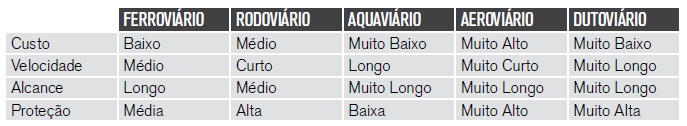 FERROVIÁRIO RODOVIÁRIO AQUAVIÁRIO AEROVIÁRIO DUTOVIÁRIO
Custo Baixo Médio Muito Baixo Muito Alto Muito Baixo
Velocidade Médio Curto Longo Muito Curto Muito Longo
Alcance Longo Médio Muito Longo Muito Longo Muito Longo
Proteção Média Alta Baixa Muito Alto Muito Alta